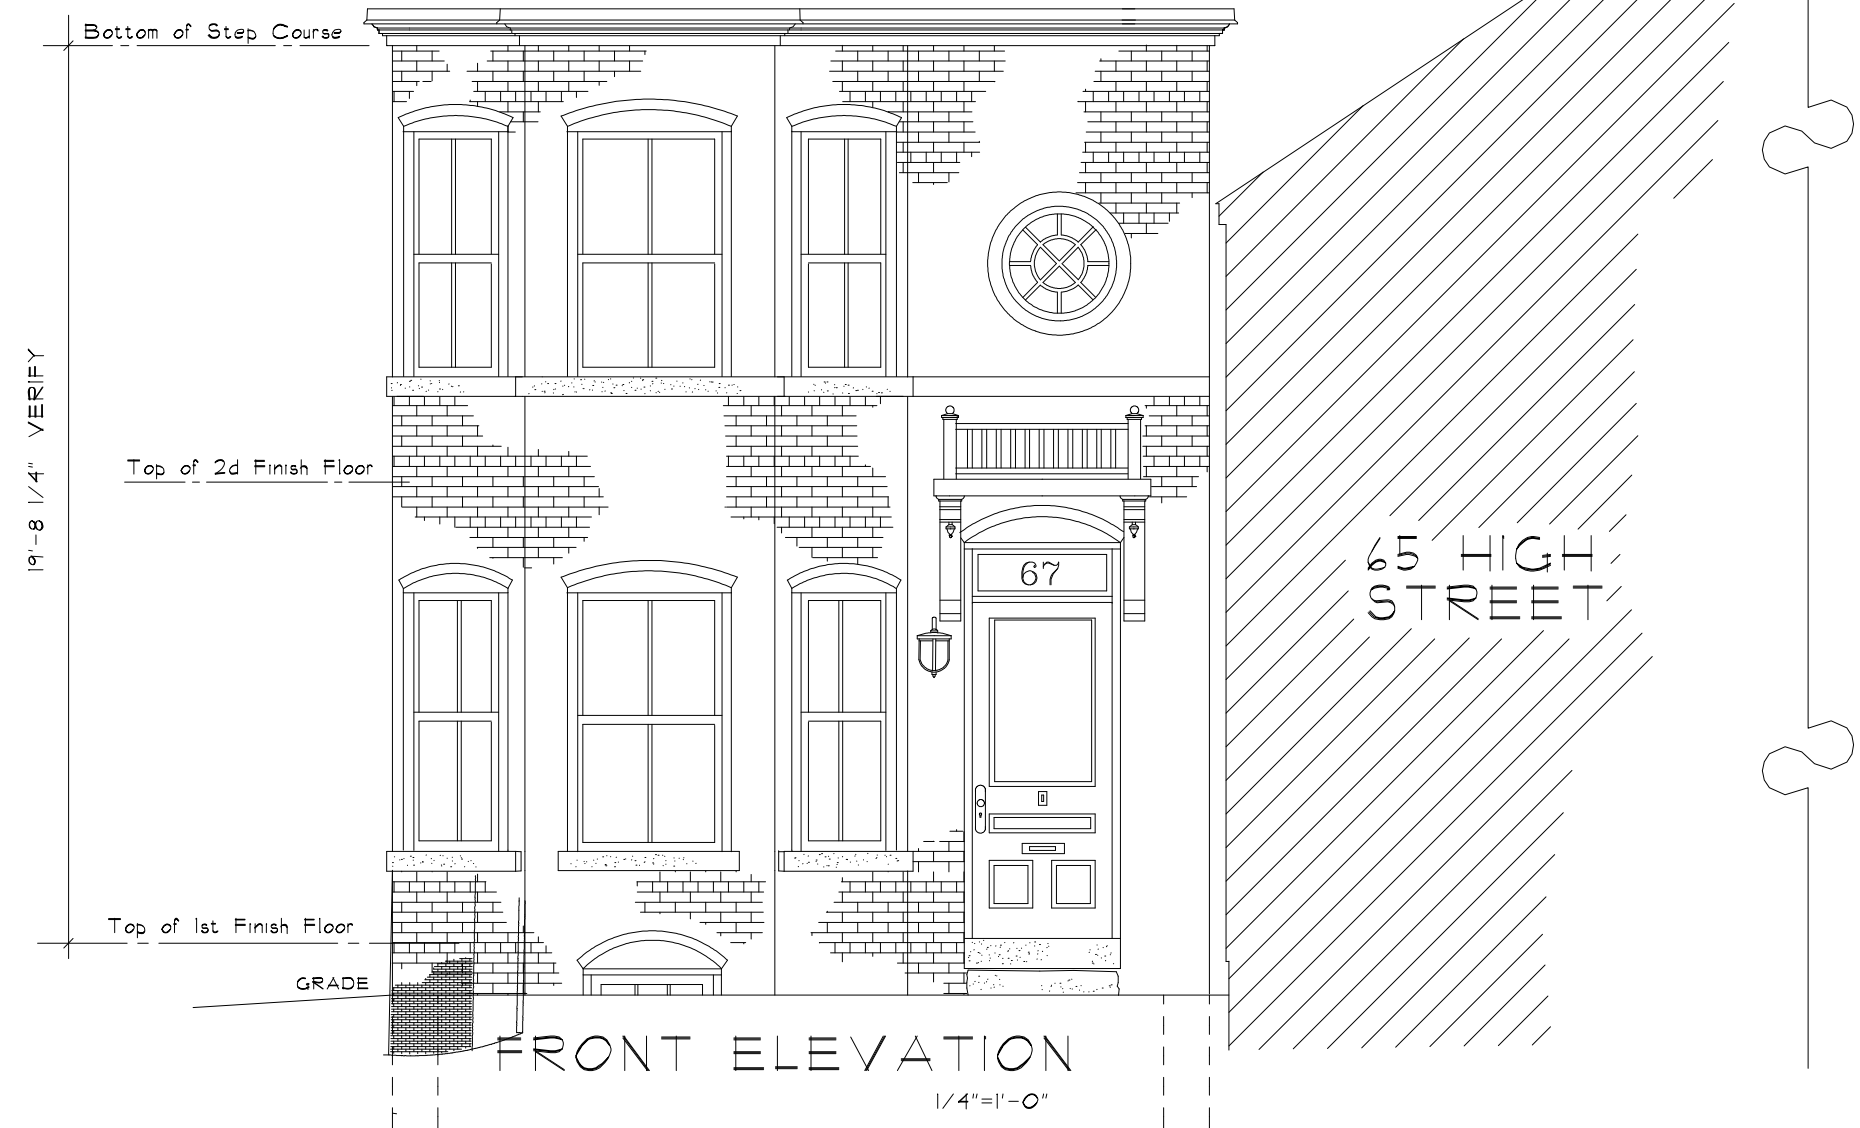 Bottom of Step Course
19'-8 1/4" VERIFY
Top of 2d Finish Floor
65 HIGH
STREET
67
Top of 1st Finish Floor
GRADE
FRONT ELEVATION
1/4"=1'-0"